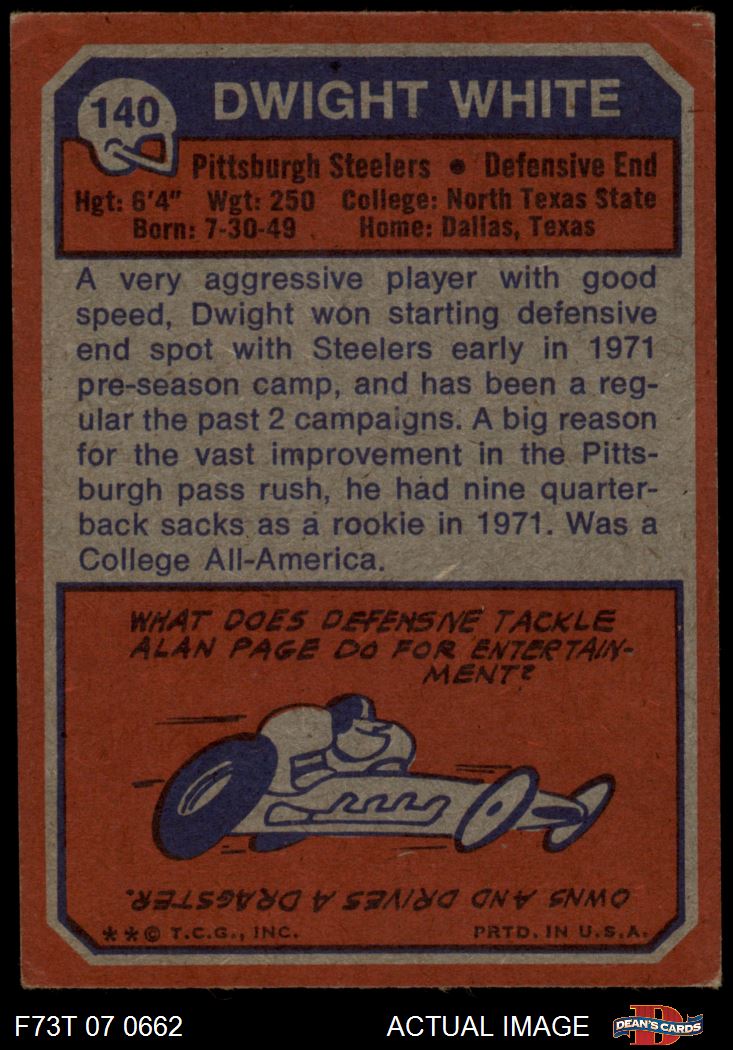 140
DWIGHT WHITE
Pittsburgh Steelers • Defensive End
Hgt: 6'4" Wgt: 250 College: North Texas State
Born: 7-30-49 Home: Dallas, Texas
A very aggressive player with good
speed, Dwight won starting defensive
end spot with Steelers early in 1971
pre-season camp, and has been a reg-
ular the past 2 campaigns. A big reason
for the vast improvement in the Pitts-
burgh pass rush, he had nine quarter-
back sacks as a rookie in 1971. Was a
College All-America.
WHAT DOES DEFENSIVE TACKLE
ALAN PAGE DO FOR ENTERTAIN-
MENT?
OWNS AND DRIVES A DRAGSTER.
**© T.C.G., INC. PRTD. IN U.S.A.
F73T 07 0662 ACTUAL IMAGE
D
DEAN'S CARDS